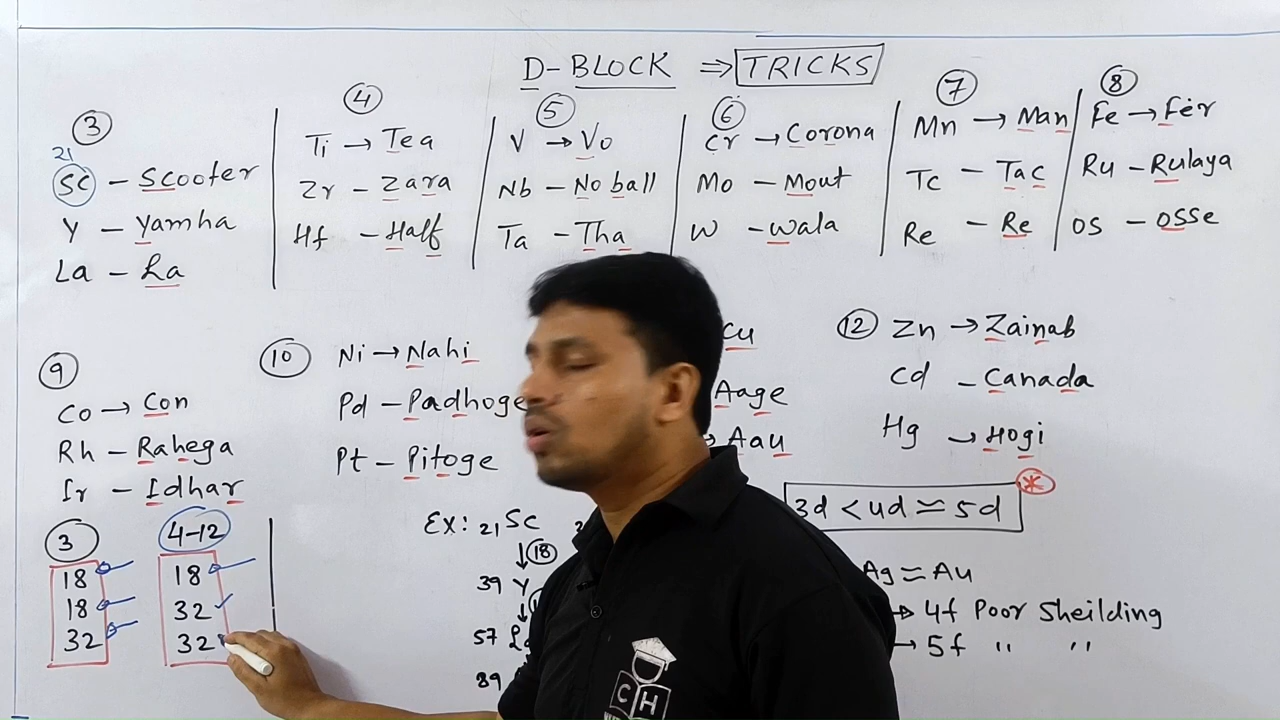 D-BLOCK ⇒ TRICKS
③
21
Sc - Scooter
Y - Yamha
La - La
④
Ti → Tea
Zr - Zara
Hf - Half
⑤
V → Vo
Nb - No ball
Ta - Tha
⑥
Cr → Corona
Mo - Mout
W - wala
⑦
Mn → Man
Tc - Tac
Re - Re
⑧
Fe → Fer
Ru - Rulaya
OS - OSSe
⑨
Co → Con
Rh - Rahega
Ir - Idhar
⑩
Ni → Nahi
Pd - Padhoge
Pt - Pitoge
Cu
Aage
Aau
⑫
Zn → Zainab
Cd - Canada
Hg → Hogi
3d < 4d ≃ 5d *
3
18
18
32
4-12
18
32
32
Ex: 21 Sc
↓ 18
39 Y
↓
57 La
89
Ag ≃ Au
→ 4f Poor Sheilding
→ 5f " "
CH